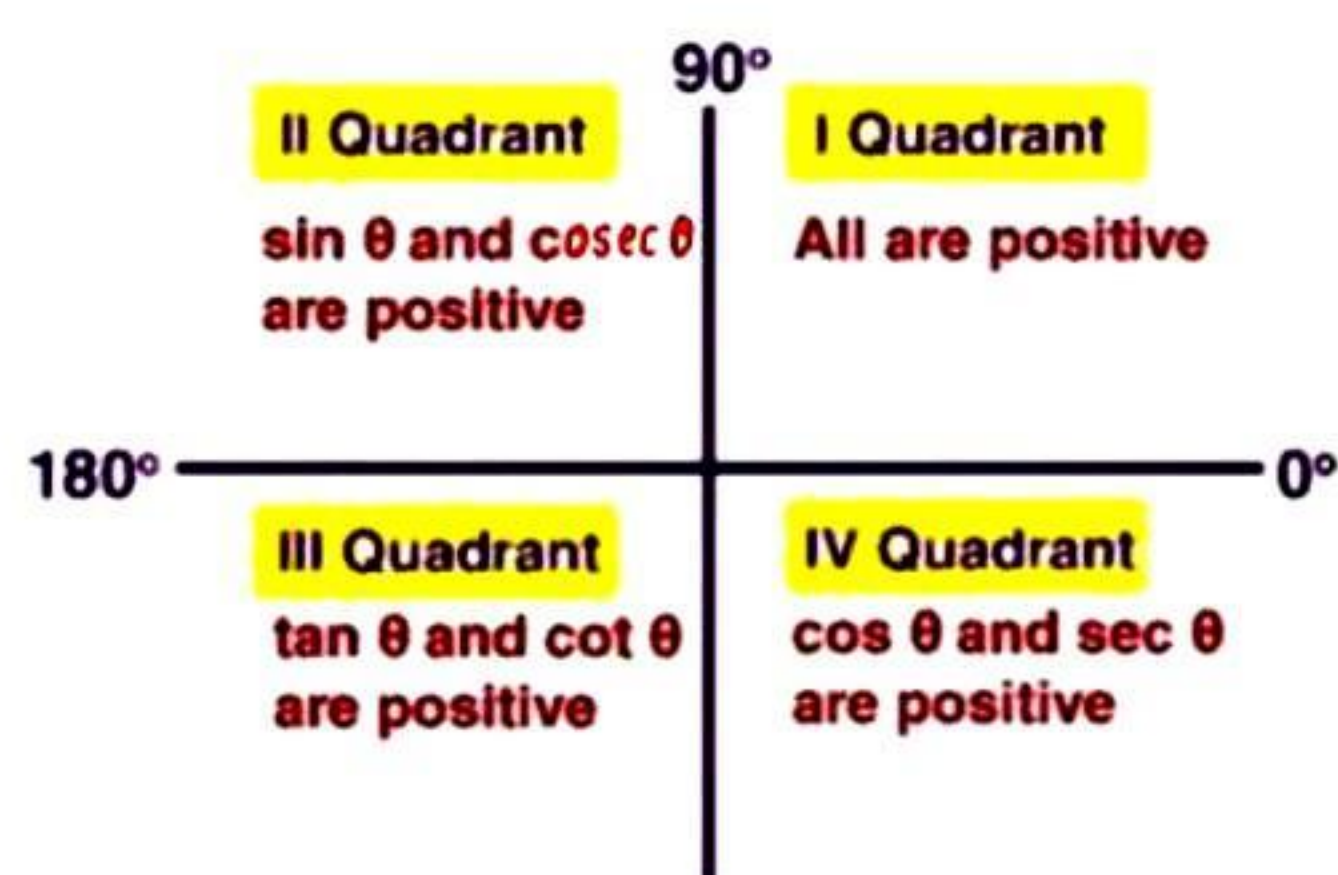 90°
II Quadrant
I Quadrant
sin θ and cosec θ
are positive
All are positive
180°
0°
III Quadrant
IV Quadrant
tan θ and cot θ
are positive
cos θ and sec θ
are positive